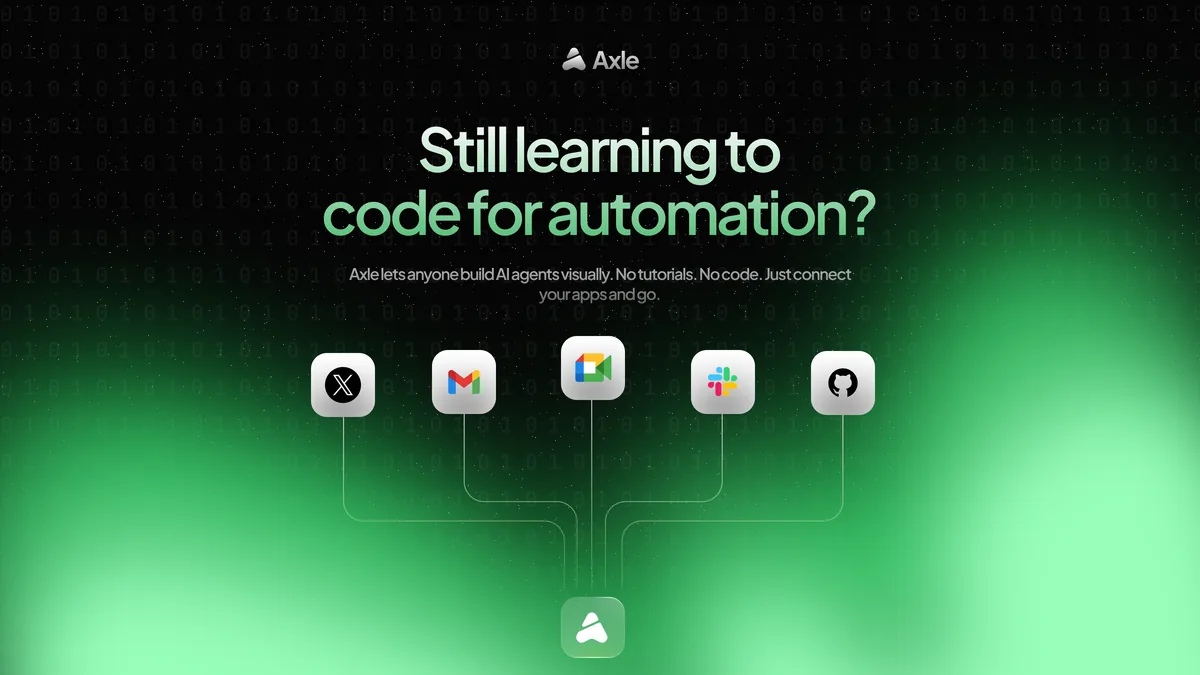 Axle
Still learning to
code for automation?
Axle lets anyone build AI agents visually. No tutorials. No code. Just connect
your apps and go.